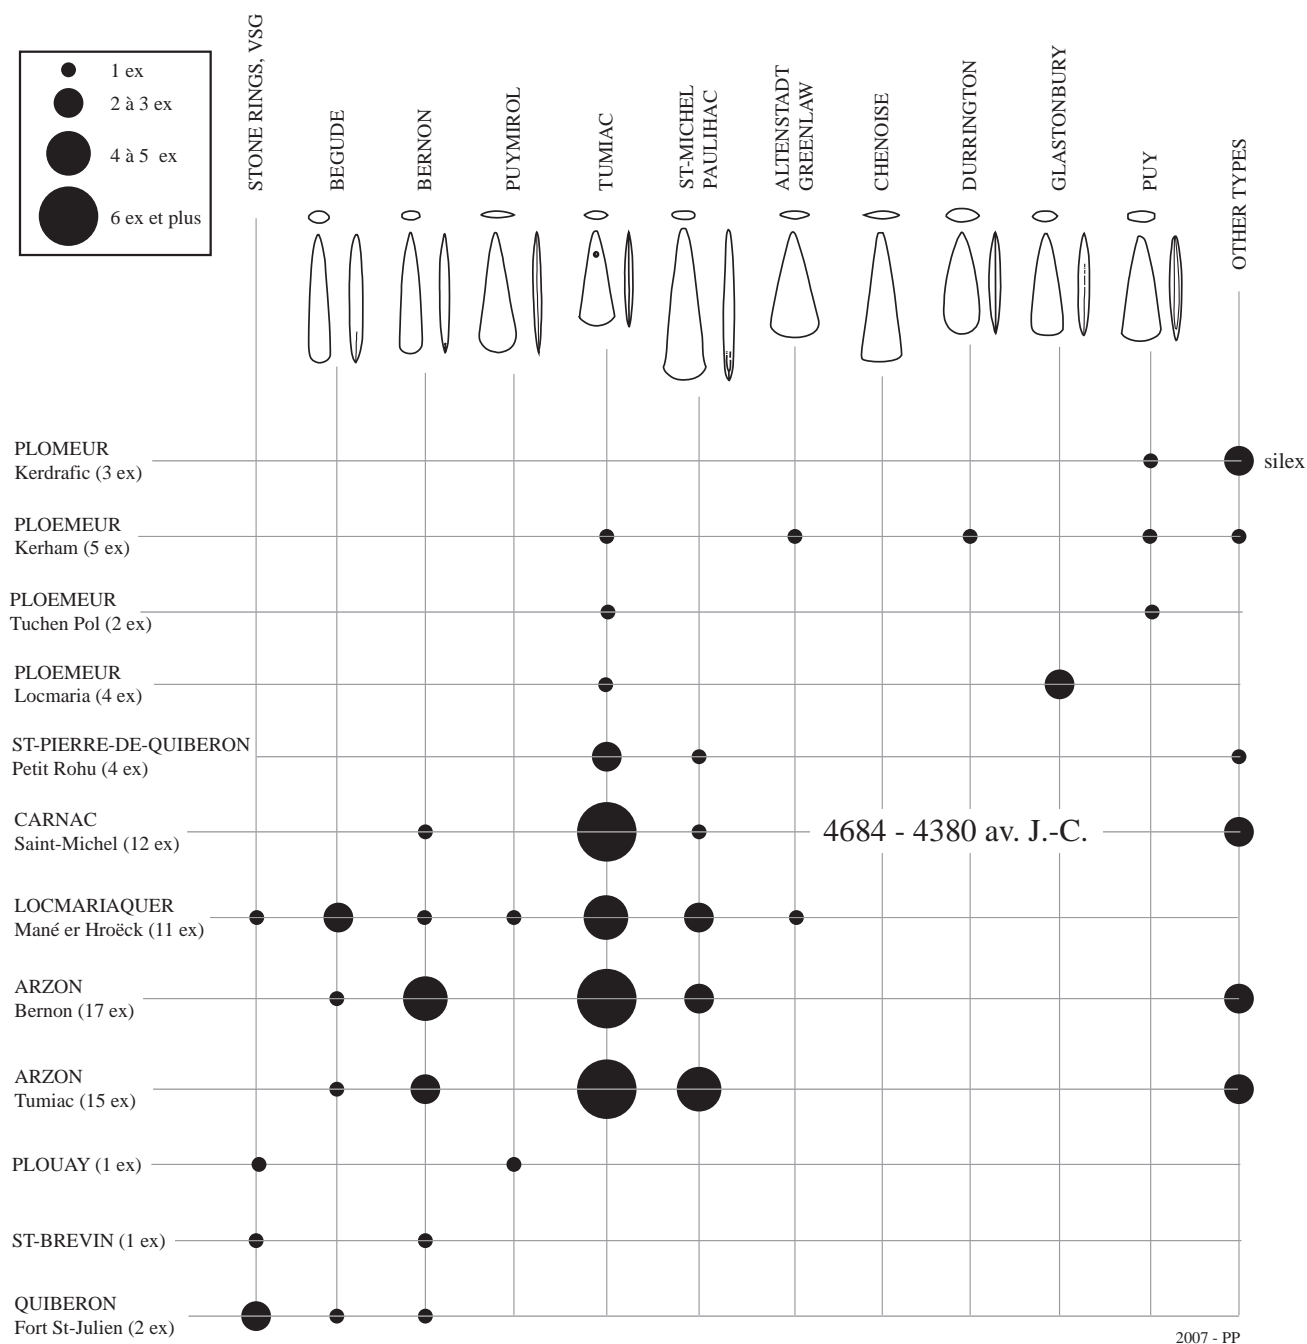 1 ex
2 à 3 ex
4 à 5 ex
6 ex et plus
STONE RINGS, VSG
BEGUDE
BERNON
PUYMIROL
TUMIAC
ST-MICHEL
PAULIHAC
ALTENSTADT
GREENLAW
CHENOISE
DURRINGTON
GLASTONBURY
PUY
OTHER TYPES
PLOMEUR
Kerdrafic (3 ex)
silex
PLOEMEUR
Kerham (5 ex)
PLOEMEUR
Tuchen Pol (2 ex)
PLOEMEUR
Locmaria (4 ex)
ST-PIERRE-DE-QUIBERON
Petit Rohu (4 ex)
CARNAC
Saint-Michel (12 ex)
4684 - 4380 av. J.-C.
LOCMARIAQUER
Mané er Hroëck (11 ex)
ARZON
Bernon (17 ex)
ARZON
Tumiac (15 ex)
PLOUAY (1 ex)
ST-BREVIN (1 ex)
QUIBERON
Fort St-Julien (2 ex)
2007 - PP